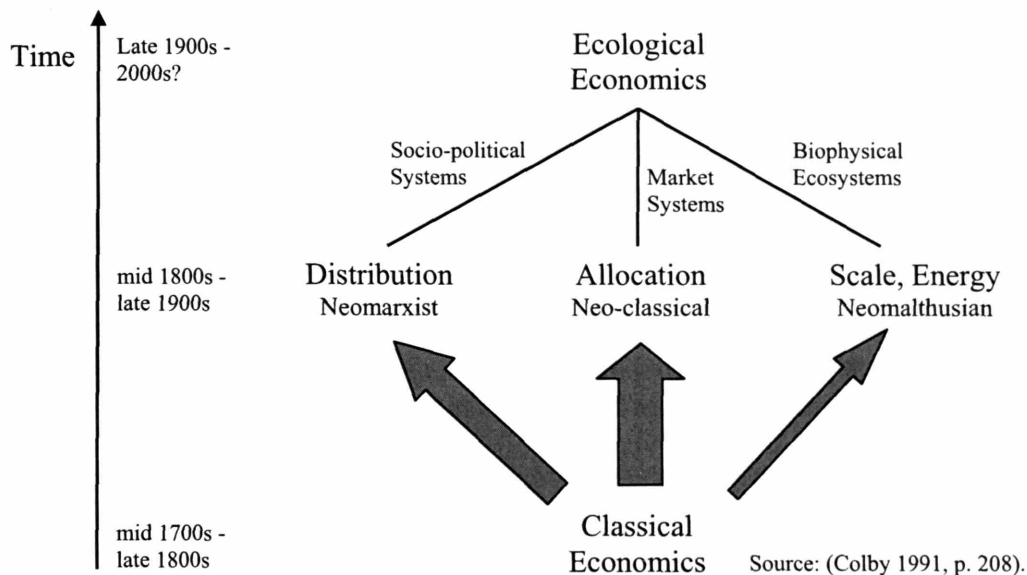 Time
Late 1900s -
2000s?
Ecological
Economics
Socio-political
Systems
Market
Systems
Biophysical
Ecosystems
mid 1800s -
late 1900s
Distribution
Neomarxist
Allocation
Neo-classical
Scale, Energy
Neomalthusian
mid 1700s -
late 1800s
Classical
Economics
Source: (Colby 1991, p. 208).